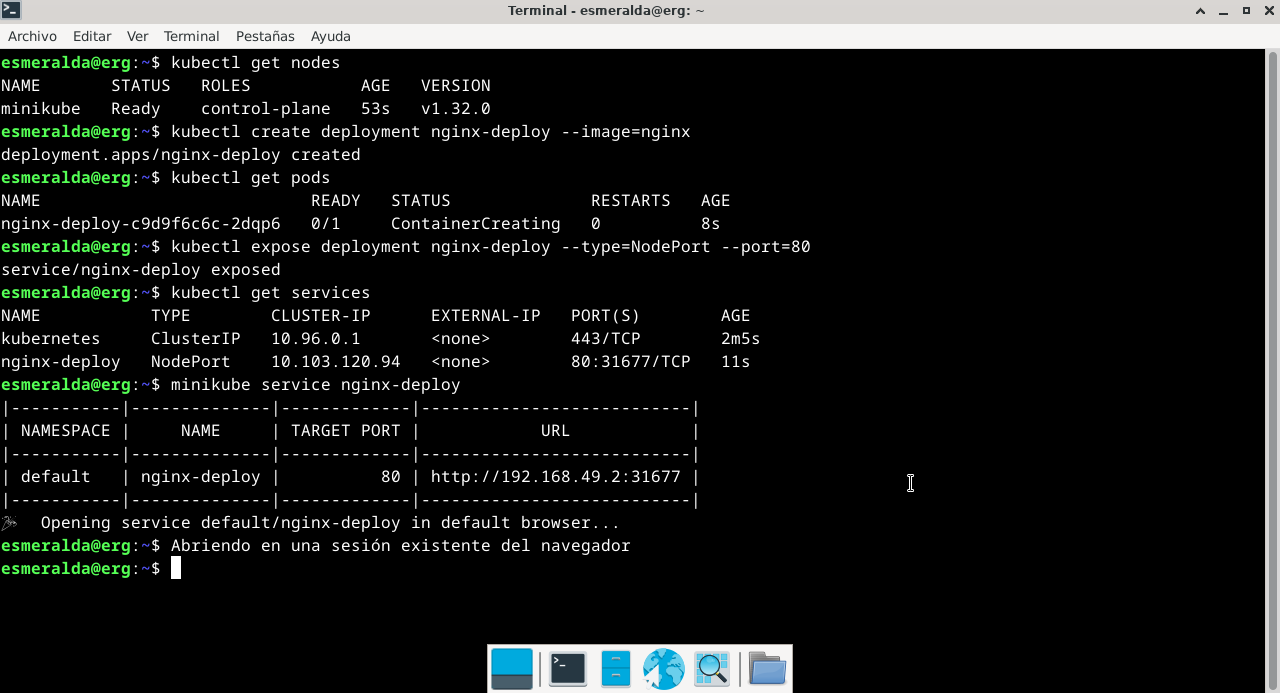 Terminal - esmeralda@erg: ~
Archivo Editar Ver Terminal Pestañas Ayuda
esmeralda@erg:~$ kubectl get nodes
NAME       STATUS   ROLES           AGE   VERSION
minikube   Ready    control-plane   53s   v1.32.0
esmeralda@erg:~$ kubectl create deployment nginx-deploy --image=nginx
deployment.apps/nginx-deploy created
esmeralda@erg:~$ kubectl get pods
NAME                           READY   STATUS              RESTARTS   AGE
nginx-deploy-c9d9f6c6c-2dqp6   0/1     ContainerCreating   0          8s
esmeralda@erg:~$ kubectl expose deployment nginx-deploy --type=NodePort --port=80
service/nginx-deploy exposed
esmeralda@erg:~$ kubectl get services
NAME           TYPE        CLUSTER-IP      EXTERNAL-IP   PORT(S)        AGE
kubernetes     ClusterIP   10.96.0.1       <none>        443/TCP        2m5s
nginx-deploy   NodePort    10.103.120.94   <none>        80:31677/TCP   11s
esmeralda@erg:~$ minikube service nginx-deploy
|-----------|--------------|-------------|---------------------------|
| NAMESPACE |     NAME     | TARGET PORT |            URL            |
|-----------|--------------|-------------|---------------------------|
| default   | nginx-deploy |          80 | http://192.168.49.2:31677 |
|-----------|--------------|-------------|---------------------------|
🎉  Opening service default/nginx-deploy in default browser...
esmeralda@erg:~$ Abriendo en una sesión existente del navegador
esmeralda@erg:~$